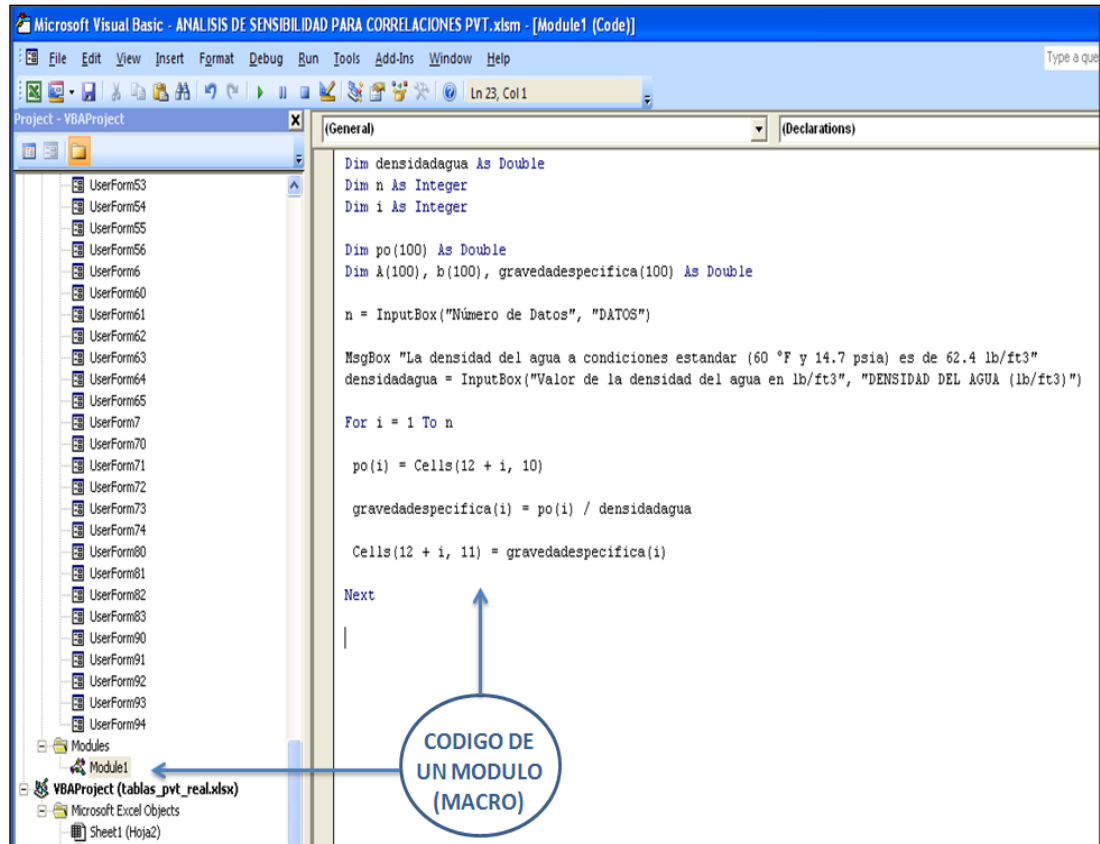 Microsoft Visual Basic - ANALISIS DE SENSIBILIDAD PARA CORRELACIONES PVT.xlsm - [Module1 (Code)]
File Edit View Insert Format Debug Run Tools Add-Ins Window Help
Type a que
Ln 23, Col 1
Project - VBAProject
(General)
(Declarations)
UserForm53
UserForm54
UserForm55
UserForm56
UserForm6
UserForm60
UserForm61
UserForm62
UserForm63
UserForm64
UserForm65
UserForm7
UserForm70
UserForm71
UserForm72
UserForm73
UserForm74
UserForm80
UserForm81
UserForm82
UserForm83
UserForm90
UserForm91
UserForm92
UserForm93
UserForm94
Modules
Module1
VBAProject (tablas_pvt_real.xlsx)
Microsoft Excel Objects
Sheet1 (Hoja2)
Dim densidadagua As Double
Dim n As Integer
Dim i As Integer
Dim po(100) As Double
Dim A(100), b(100), gravedadespecifica(100) As Double
n = InputBox("Número de Datos", "DATOS")
MsgBox "La densidad del agua a condiciones estandar (60 °F y 14.7 psia) es de 62.4 lb/ft3"
densidadagua = InputBox("Valor de la densidad del agua en lb/ft3", "DENSIDAD DEL AGUA (lb/ft3)")
For i = 1 To n
po(i) = Cells(12 + i, 10)
gravedadespecifica(i) = po(i) / densidadagua
Cells(12 + i, 11) = gravedadespecifica(i)
Next
CODIGO DE
UN MODULO
(MACRO)